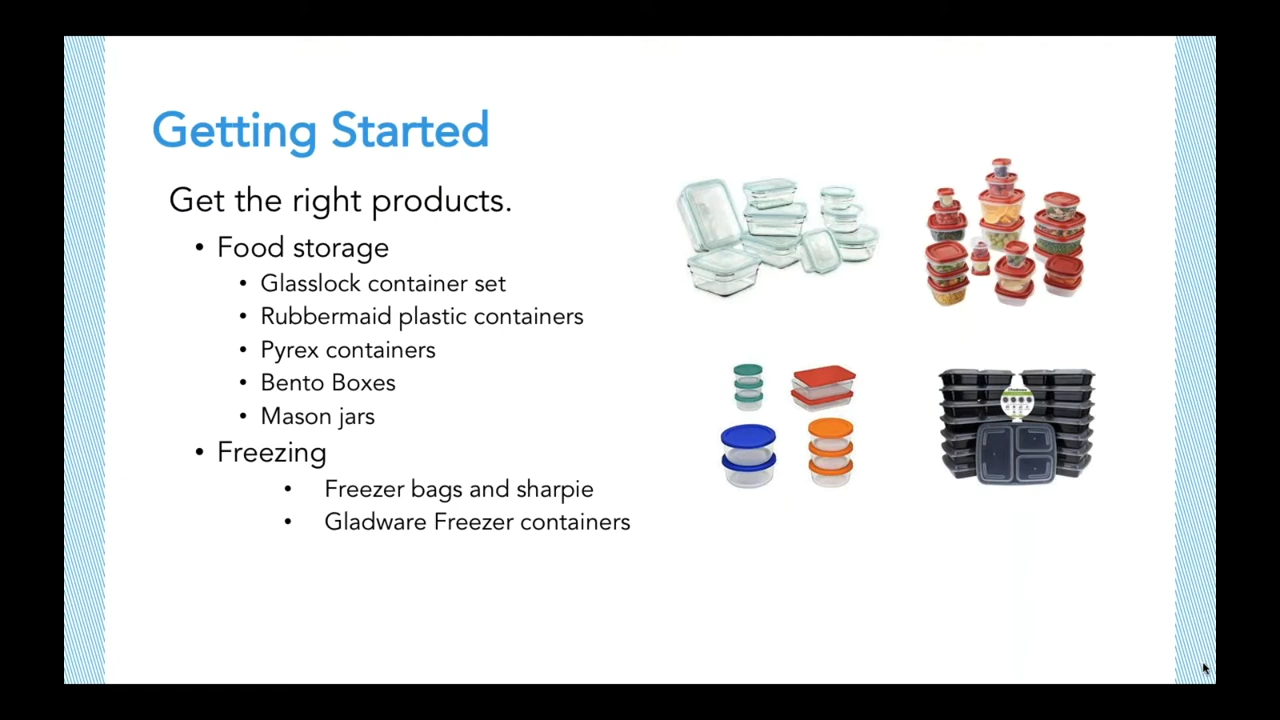 Getting Started
Get the right products.
• Food storage
• Glasslock container set
• Rubbermaid plastic containers
• Pyrex containers
• Bento Boxes
• Mason jars
• Freezing
• Freezer bags and sharpie
• Gladware Freezer containers